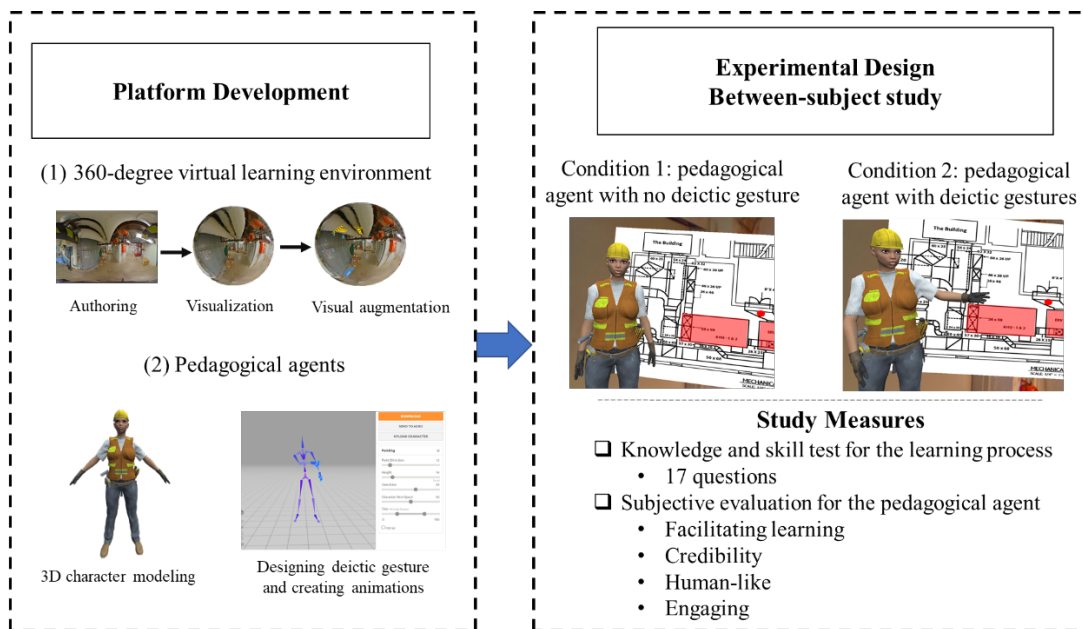 Platform Development
(1) 360-degree virtual learning environment
Authoring
Visualization
Visual augmentation
(2) Pedagogical agents
3D character modeling
Designing deictic gesture
and creating animations
Experimental Design
Between-subject study
Condition 1: pedagogical
agent with no deictic gesture
Condition 2: pedagogical
agent with deictic gestures
The Building
The Building
MECHANICA
MECHANICA
Study Measures
Knowledge and skill test for the learning process
• 17 questions
Subjective evaluation for the pedagogical agent
• Facilitating learning
• Credibility
• Human-like
• Engaging